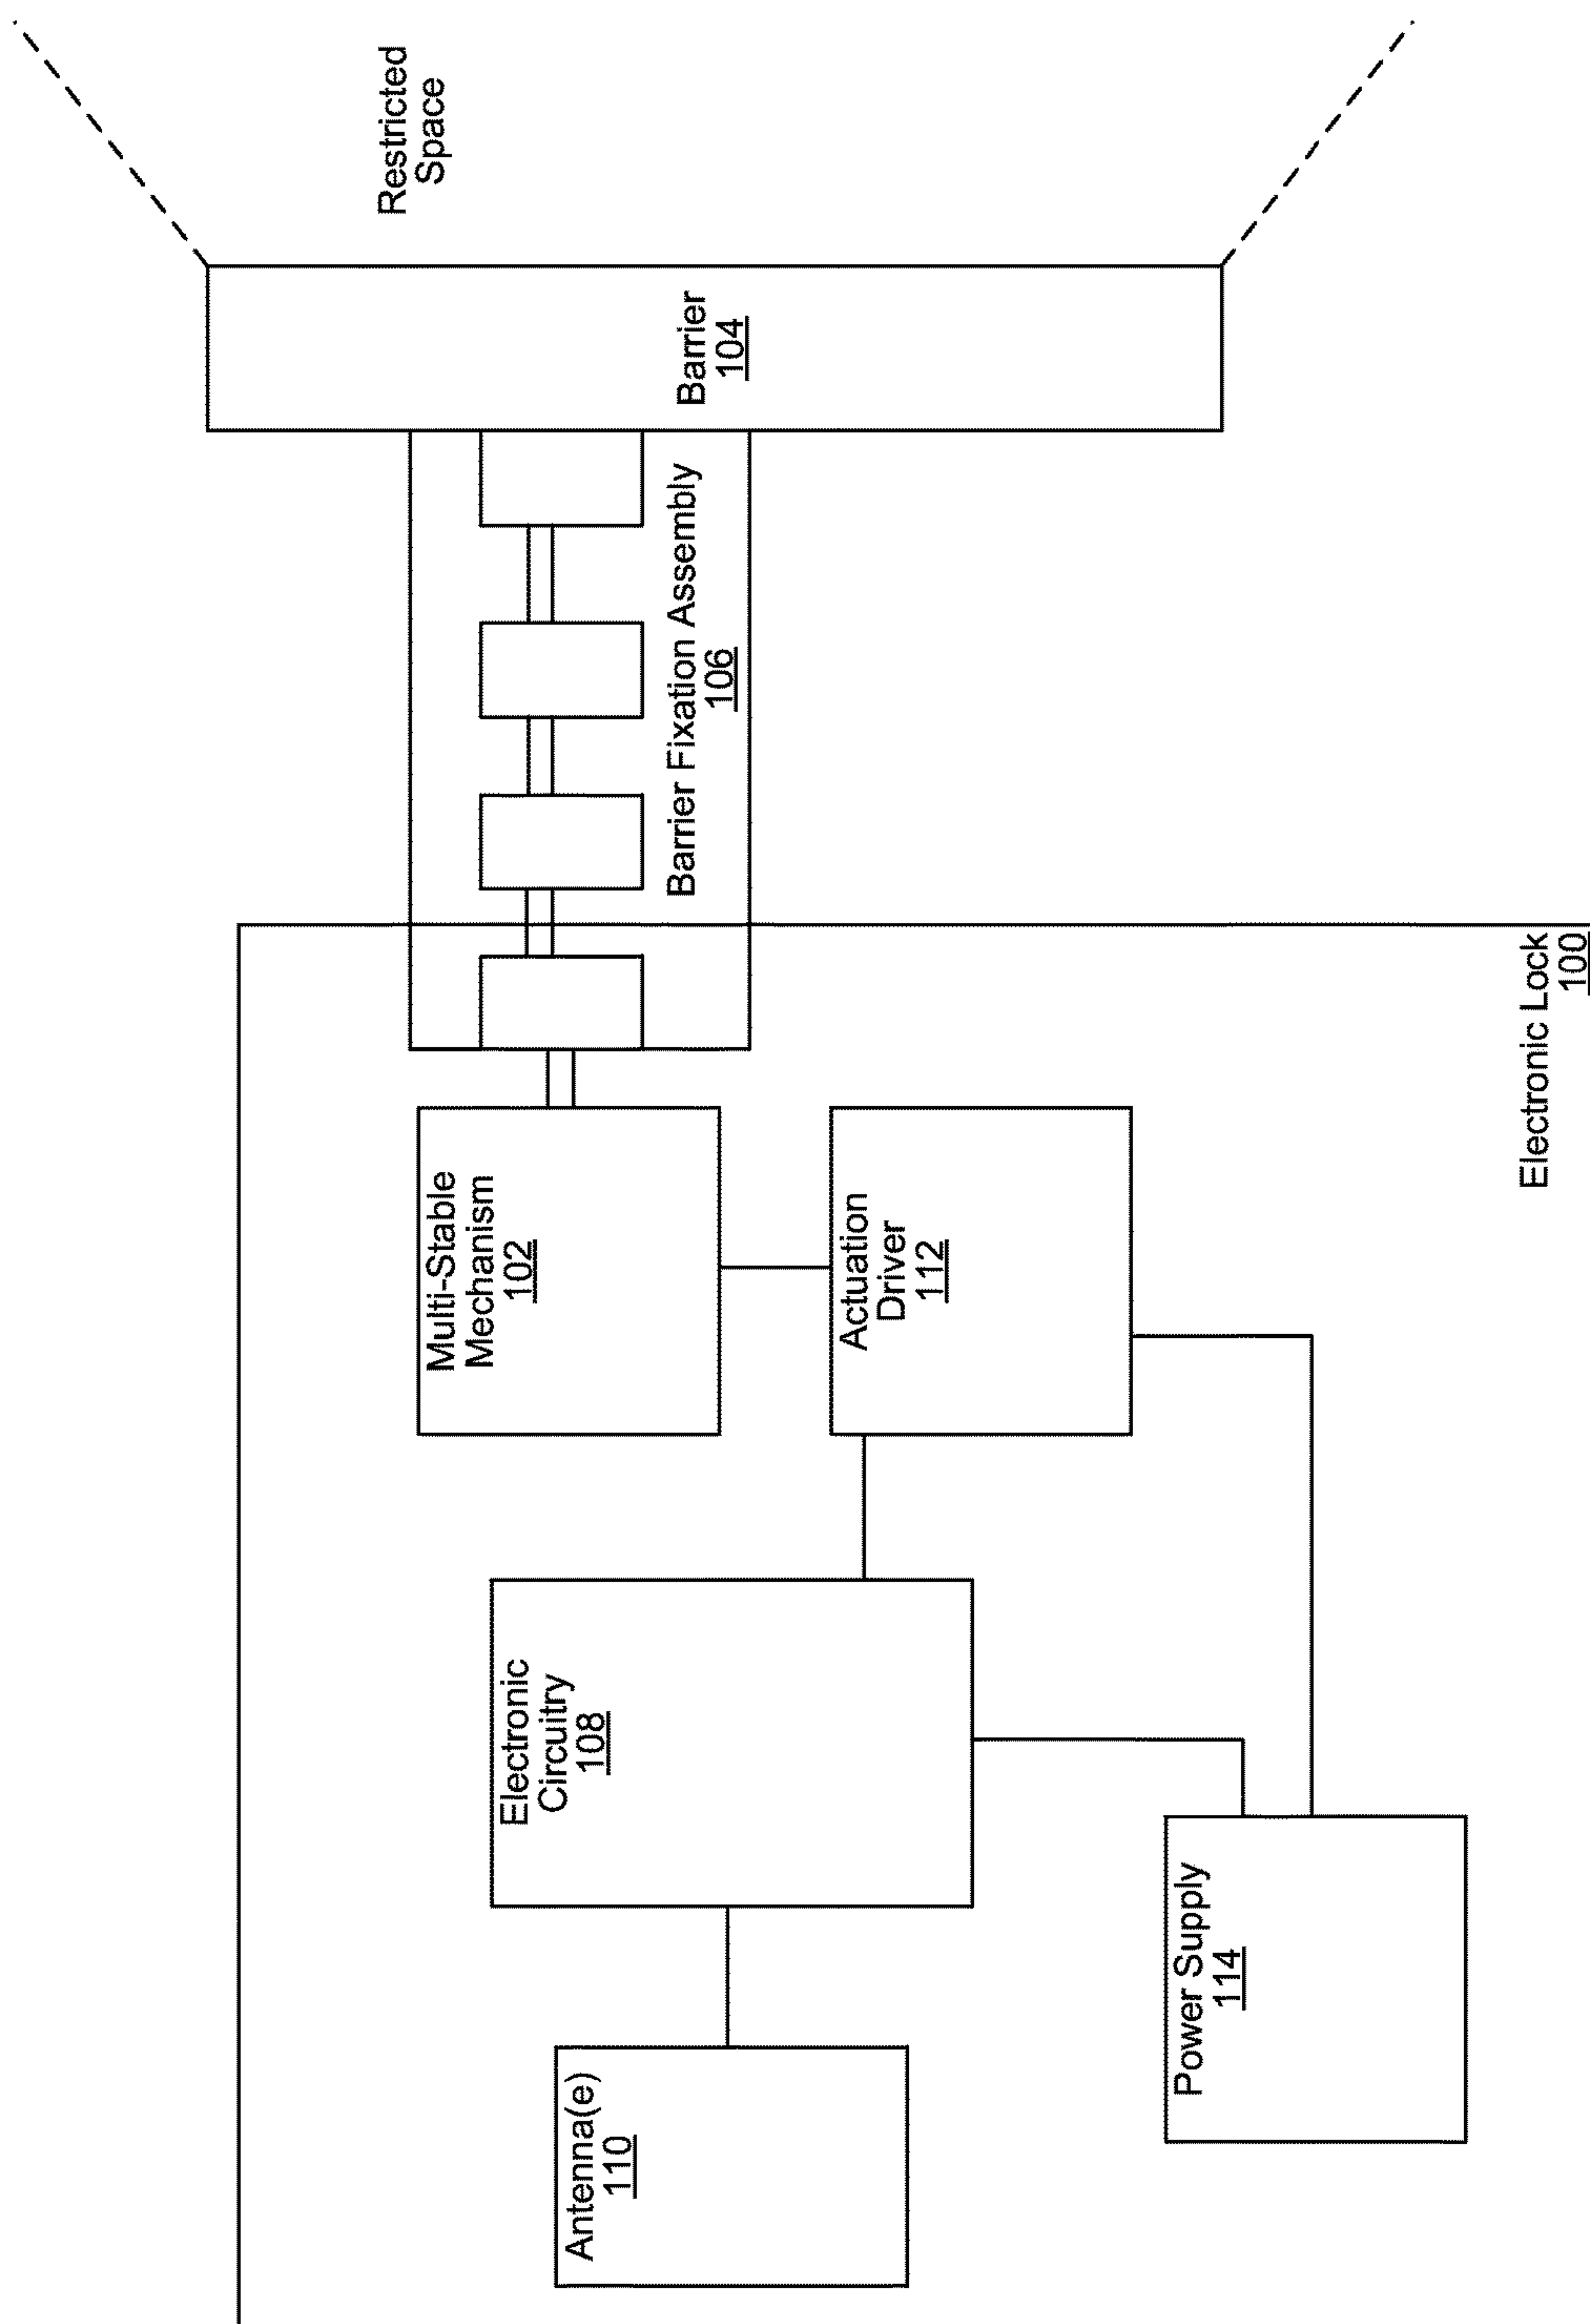 Antenna(e)
110
Electronic
Circuitry
108
Multi-Stable
Mechanism
102
Actuation
Driver
112
Power Supply
114
Barrier Fixation Assembly
106
Barrier
104
Restricted
Space
Electronic Lock
100